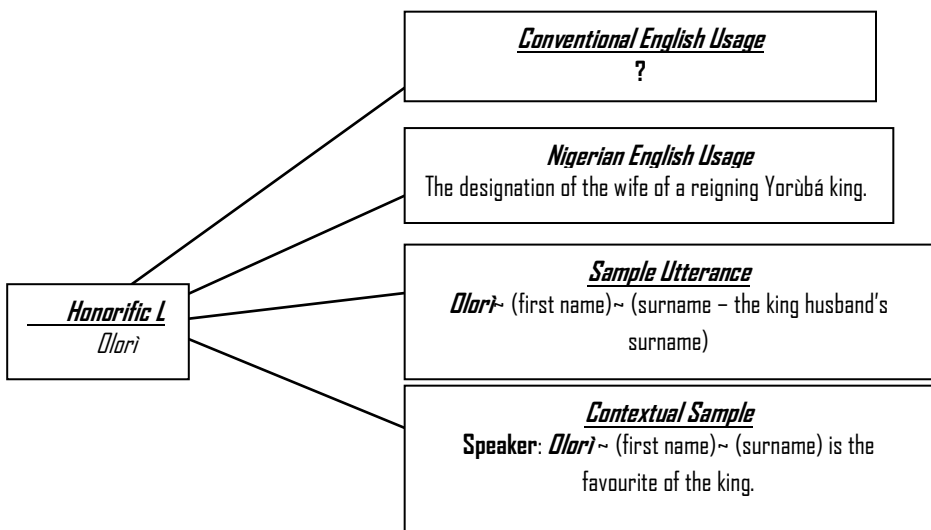 Conventional English Usage
?
Nigerian English Usage
The designation of the wife of a reigning Yorùbá king.
Honorific L
Olorì
Sample Utterance
Olorì~ (first name)~ (surname – the king husband's
surname)
Contextual Sample
Speaker: Olorì ~ (first name)~ (surname) is the
favourite of the king.